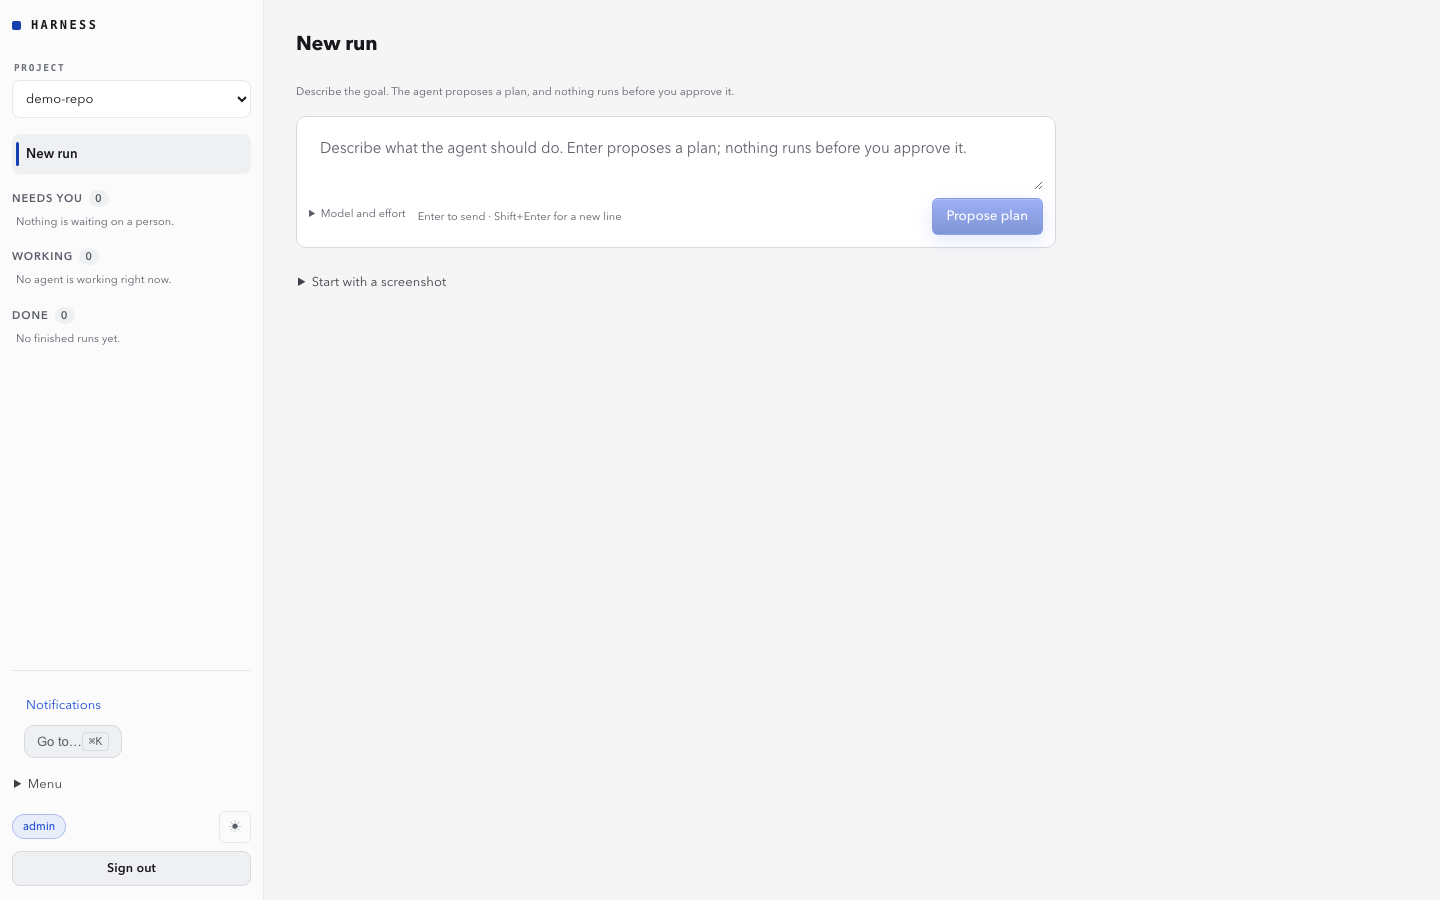 HARNESS
PROJECT
demo-repo
New run
NEEDS YOU 0
Nothing is waiting on a person.
WORKING 0
No agent is working right now.
DONE 0
No finished runs yet.
Notifications
Go to... ⌘K
Menu
admin
Sign out
New run
Describe the goal. The agent proposes a plan, and nothing runs before you approve it.
Describe what the agent should do. Enter proposes a plan; nothing runs before you approve it.
Model and effort Enter to send · Shift+Enter for a new line Propose plan
Start with a screenshot